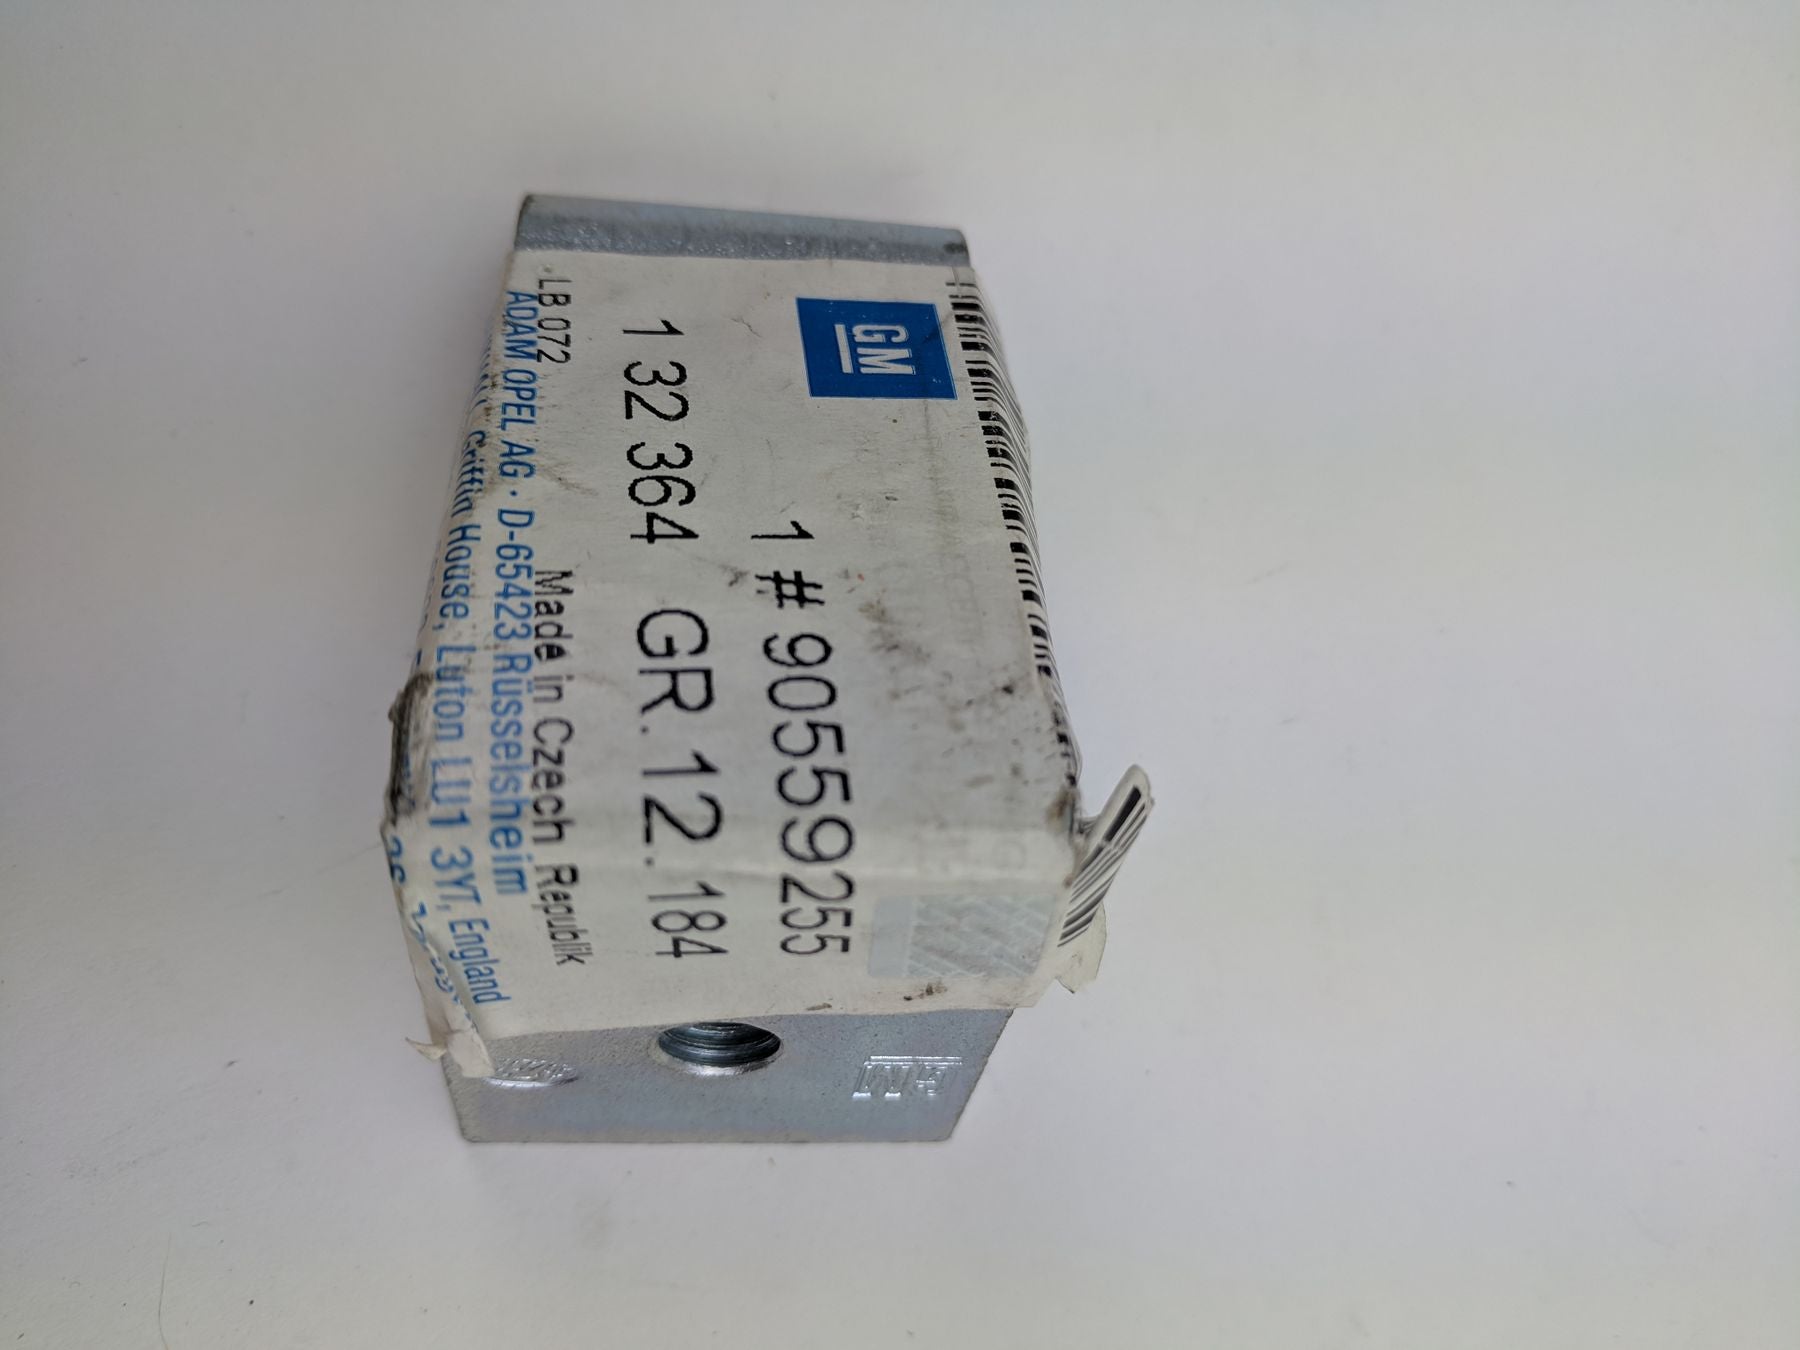 GM
1 # 90559255
1 32 364 GR.12.184
Made in Czech Republik
LB 072
ADAM OPEL AG · D-65423 Rüsselsheim
Griffin House, Luton LU1 3YT, England
GM